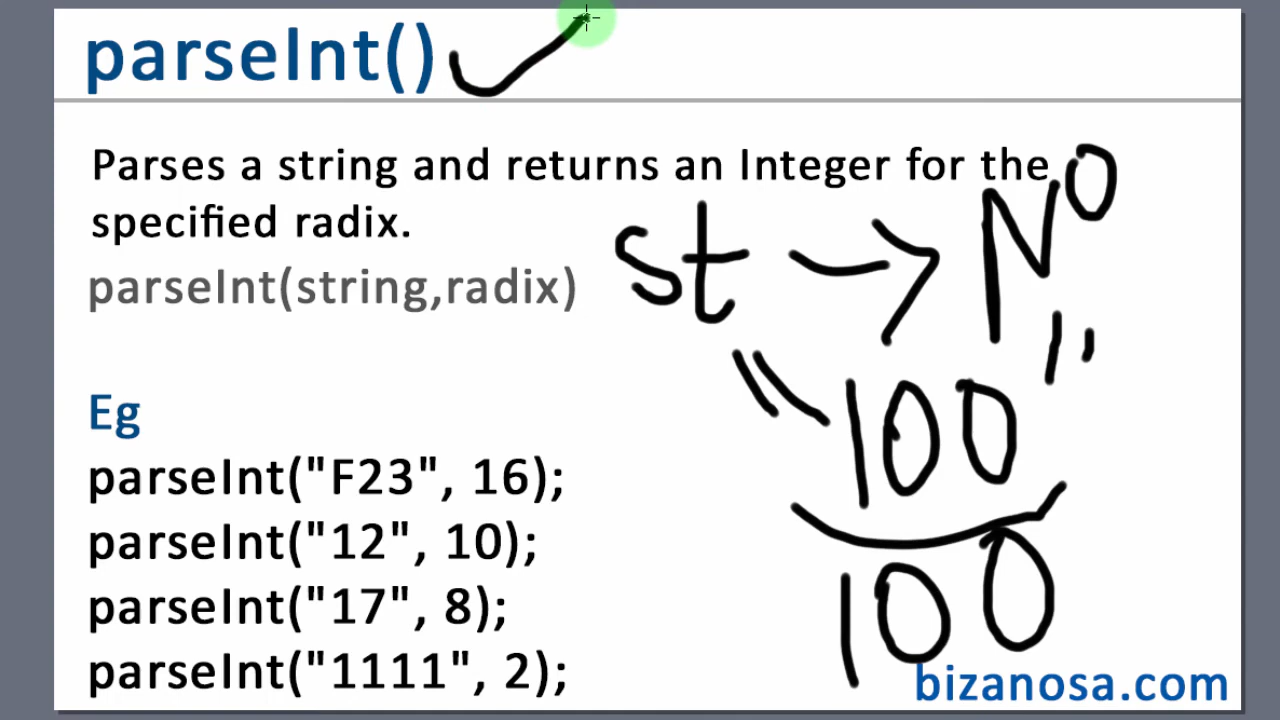 parseInt()
Parses a string and returns an Integer for the
specified radix.
parseInt(string,radix)
st → No
"100"
100
Eg
parseInt("F23", 16);
parseInt("12", 10);
parseInt("17", 8);
parseInt("1111", 2);
bizanosa.com